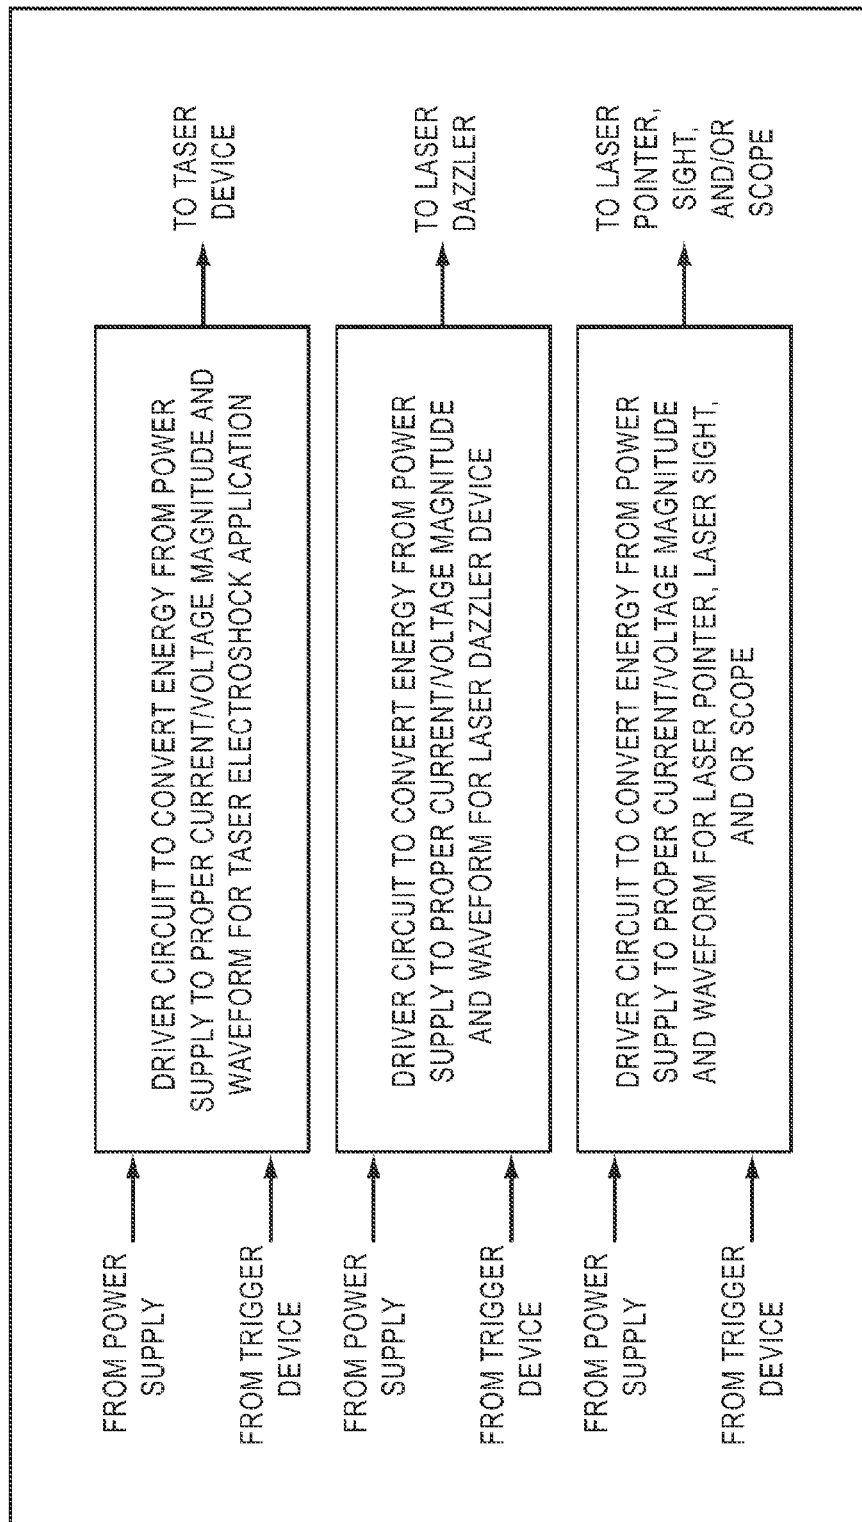 FROM POWER
SUPPLY
FROM TRIGGER
DEVICE
DRIVER CIRCUIT TO CONVERT ENERGY FROM POWER
SUPPLY TO PROPER CURRENT/VOLTAGE MAGNITUDE AND
WAVEFORM FOR TASER ELECTROSHOCK APPLICATION
TO TASER
DEVICE
FROM POWER
SUPPLY
FROM TRIGGER
DEVICE
DRIVER CIRCUIT TO CONVERT ENERGY FROM POWER
SUPPLY TO PROPER CURRENT/VOLTAGE MAGNITUDE
AND WAVEFORM FOR LASER DAZZLER DEVICE
TO LASER
DAZZLER
FROM POWER
SUPPLY
FROM TRIGGER
DEVICE
DRIVER CIRCUIT TO CONVERT ENERGY FROM POWER
SUPPLY TO PROPER CURRENT/VOLTAGE MAGNITUDE
AND WAVEFORM FOR LASER POINTER, LASER SIGHT,
AND OR SCOPE
TO LASER
POINTER,
SIGHT,
AND/OR
SCOPE